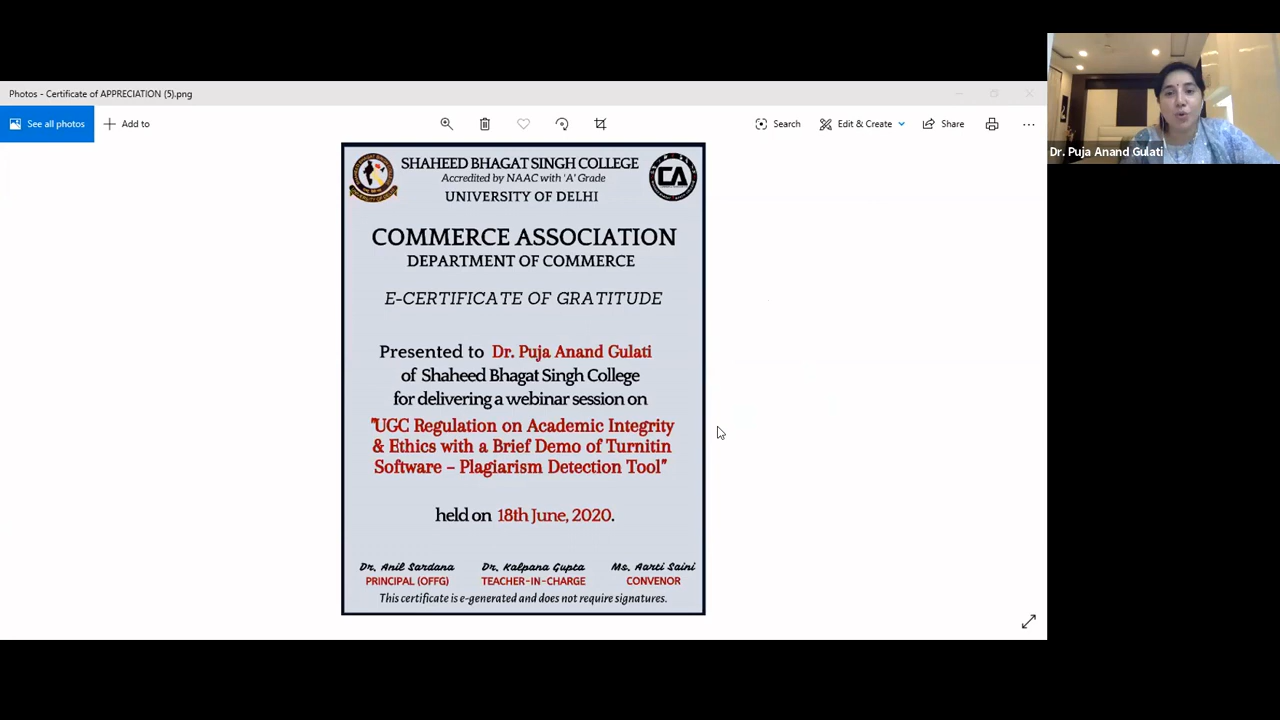 Photos - Certificate of APPRECIATION (5).png
See all photos
Add to
Search
Edit & Create
Share
Dr. Puja Anand Gulati
SHAHEED BHAGAT SINGH COLLEGE
Accredited by NAAC with 'A' Grade
UNIVERSITY OF DELHI
CA
COMMERCE ASSOCIATION
DEPARTMENT OF COMMERCE
E-CERTIFICATE OF GRATITUDE
Presented to Dr. Puja Anand Gulati
of Shaheed Bhagat Singh College
for delivering a webinar session on
"UGC Regulation on Academic Integrity
& Ethics with a Brief Demo of Turnitin
Software – Plagiarism Detection Tool"
held on 18th June, 2020.
Dr. Anil Sardana Dr. Kalpana Gupta Ms. Aarti Saini
PRINCIPAL (OFFG) TEACHER-IN-CHARGE CONVENOR
This certificate is e-generated and does not require signatures.